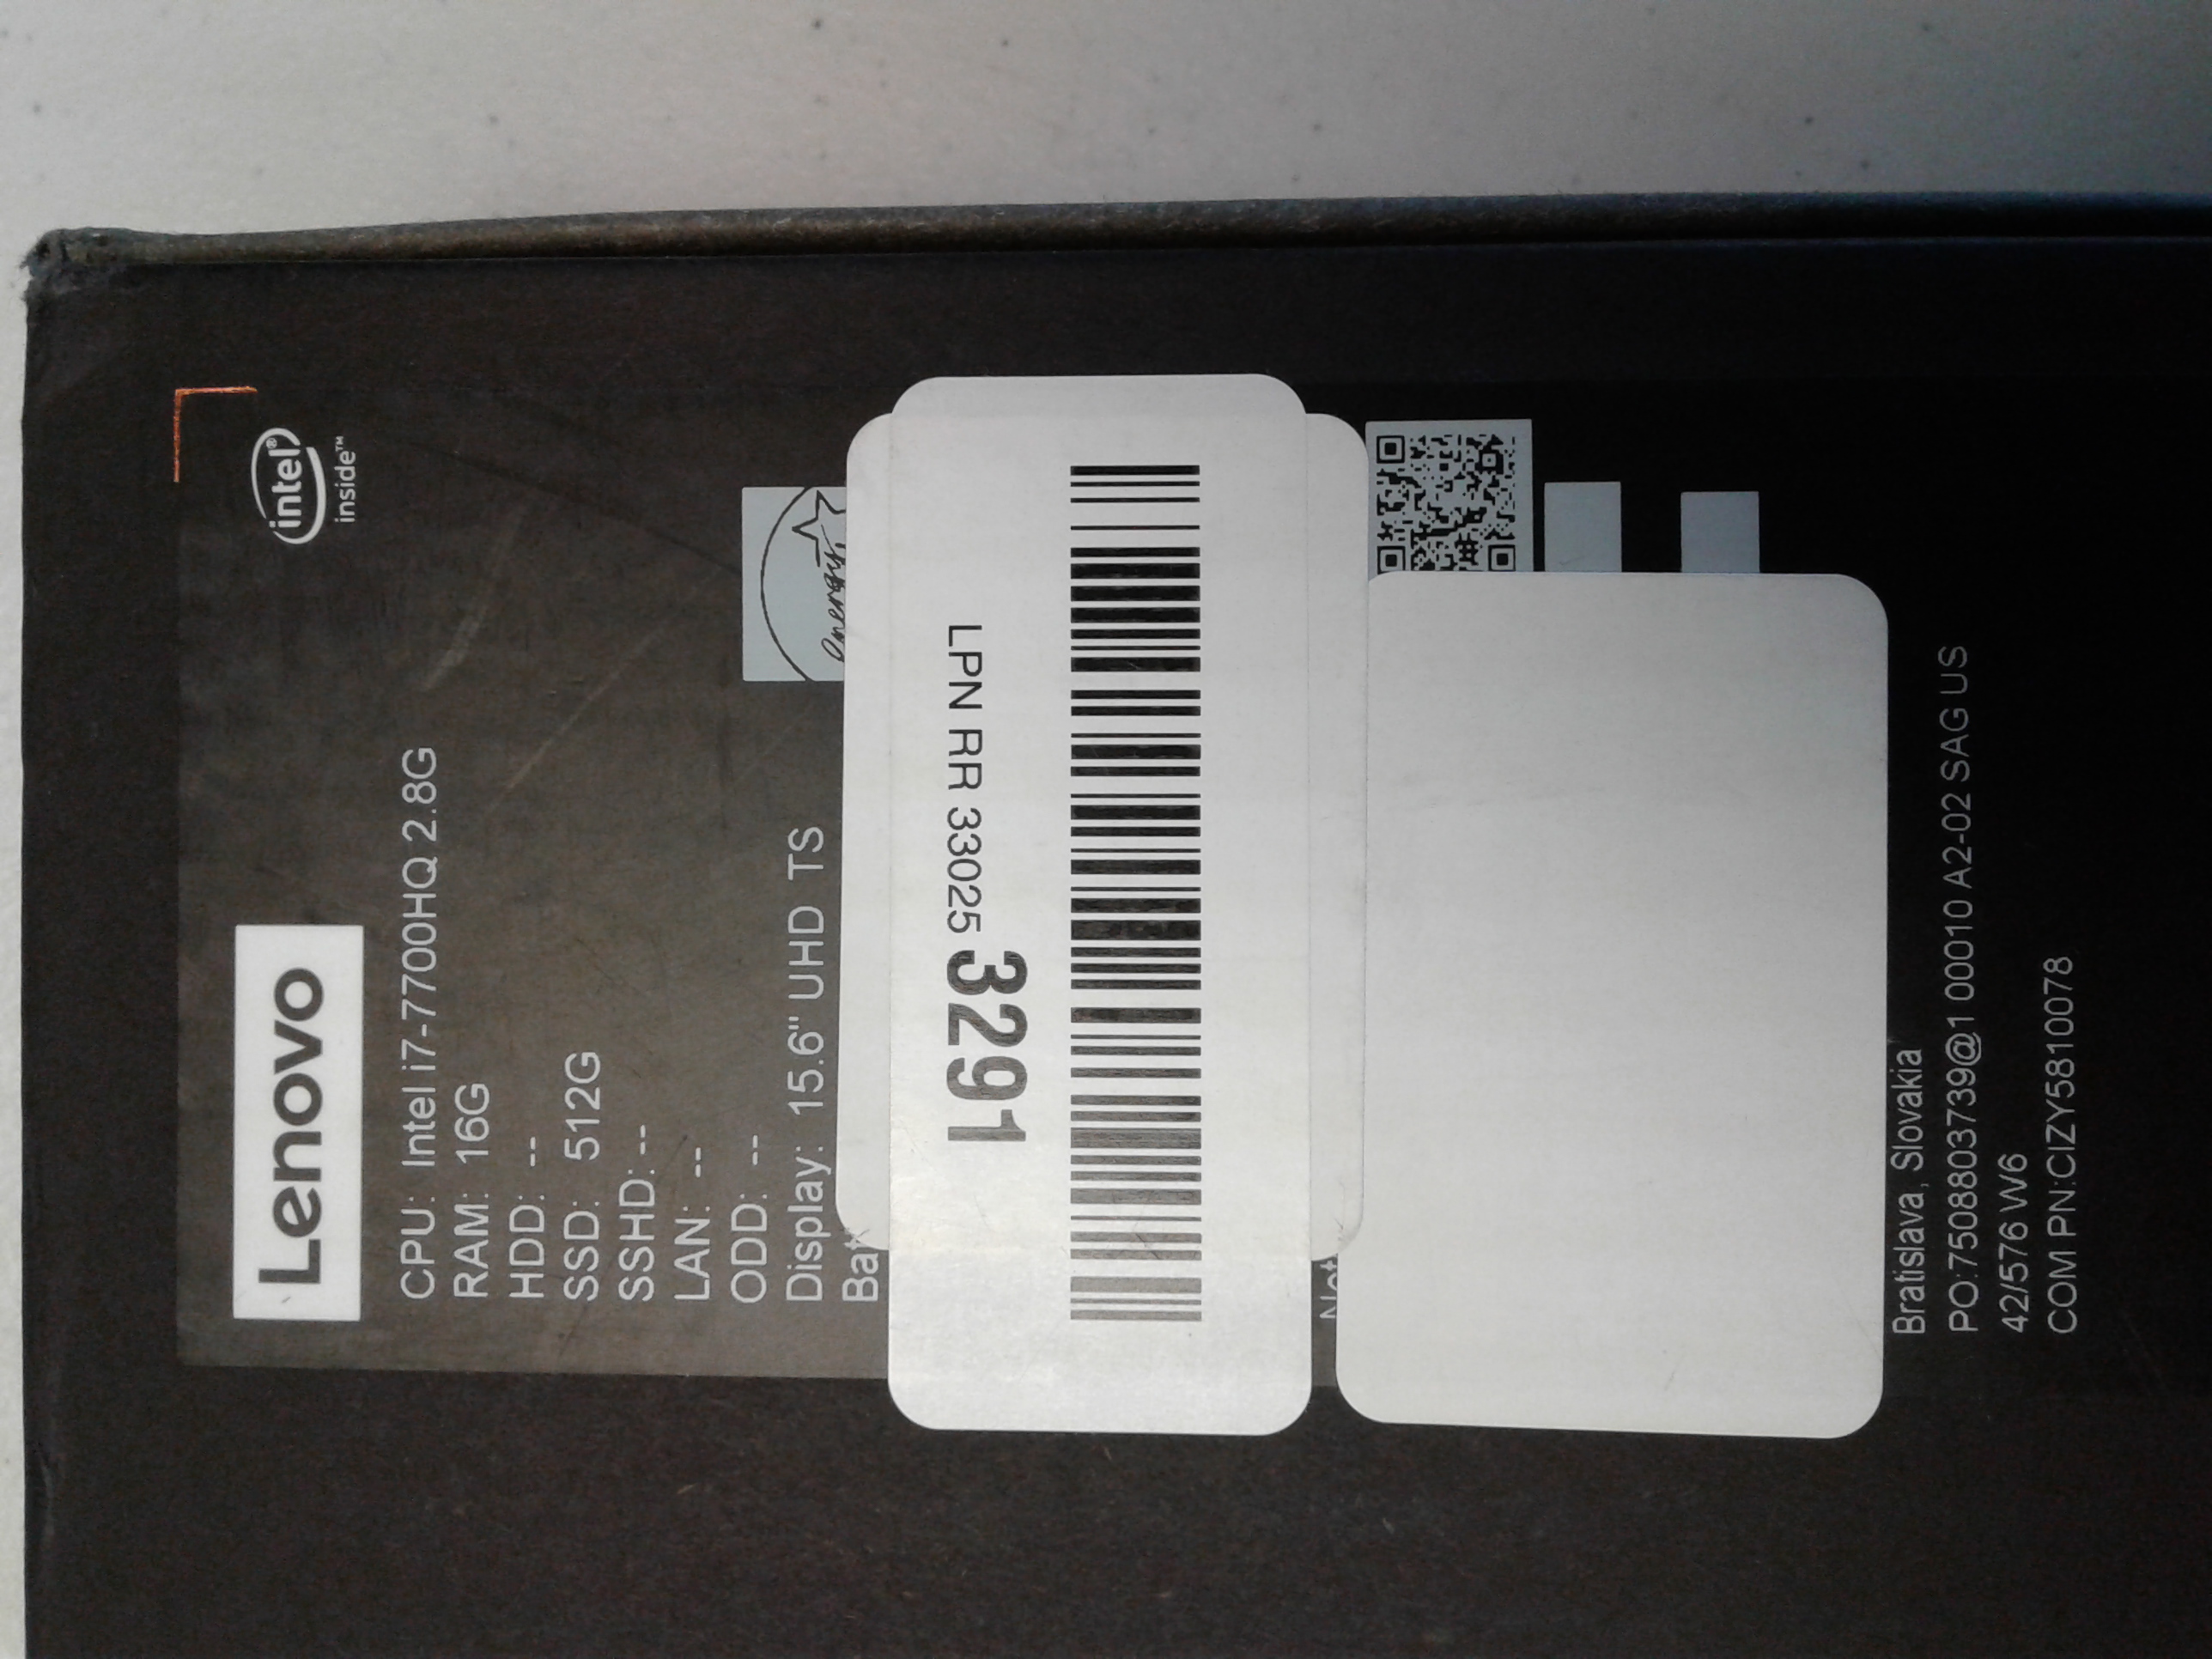 Lenovo
intel®
inside™
CPU: Intel i7-7700HQ 2.8G
RAM: 16G
HDD: --
SSD: 512G
SSHD: --
LAN: --
ODD: --
Display: 15.6" UHD TS
LPN RR 33025 3291
Bratislava, Slovakia
PO:7508803739@1 00010 A2-02 SAG US
42/576 W6
COM PN:CIZY5810078